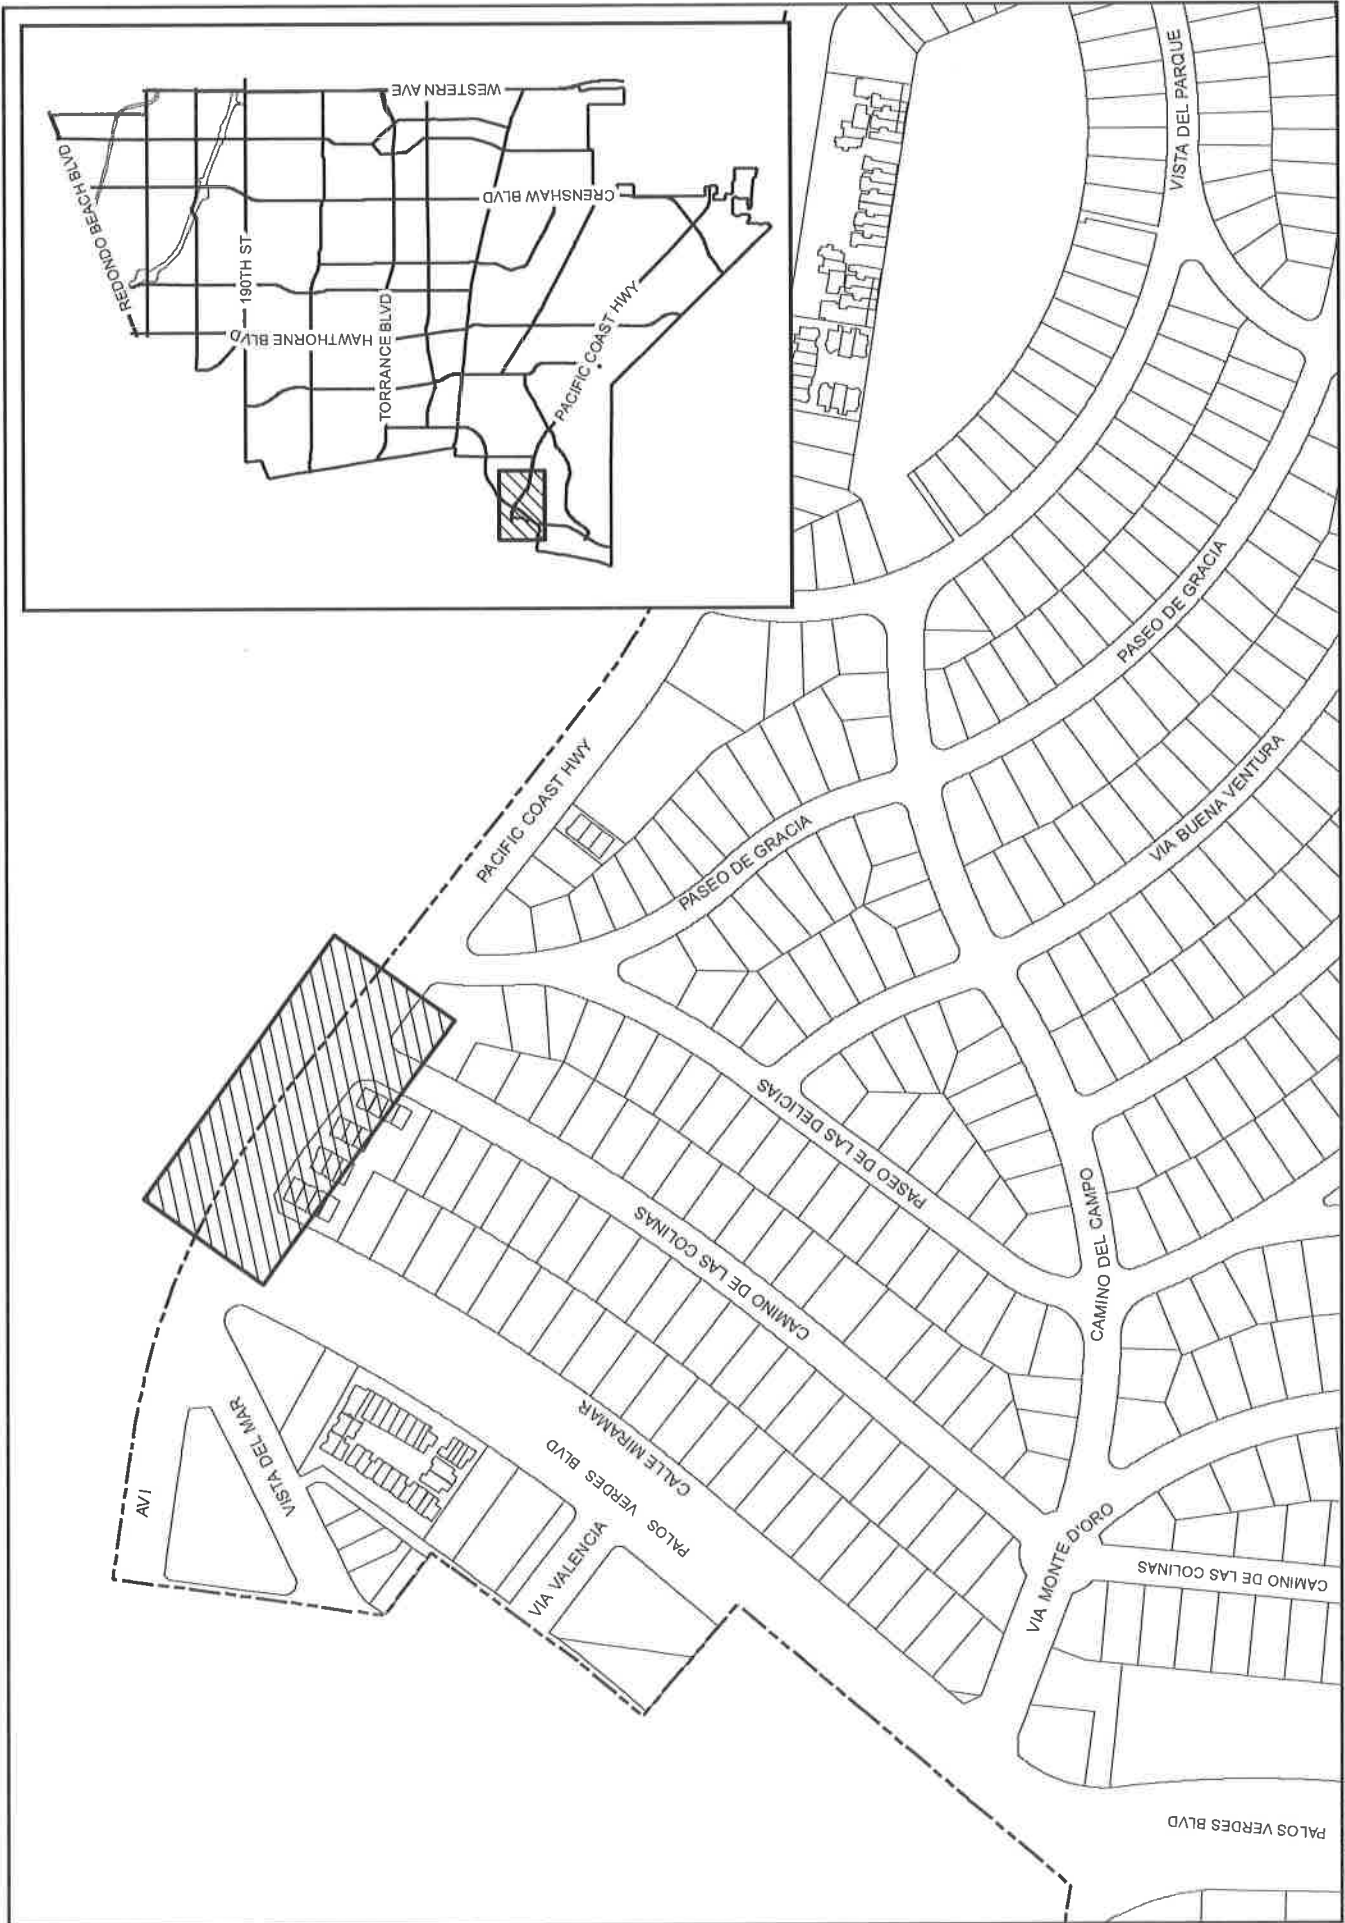 WESTERN AVE
REDONDO BEACH BLVD
CRENSHAW BLVD
190TH ST
HAWTHORNE BLVD
TORRANCE BLVD
PACIFIC COAST HWY
VISTA DEL PARQUE
PASEO DE GRACIA
PACIFIC COAST HWY
VIA BUENA VENTURA
PASEO DE GRACIA
PASEO DE LAS DELICIAS
CAMINO DE LAS COLINAS
CAMINO DEL CAMPO
VISTA DEL MAR
CALLE MIRAMAR
AV I
PALOS VERDES BLVD
VIA VALENCIA
VIA MONTE D'ORO
CAMINO DE LAS COLINAS
PALOS VERDES BLVD